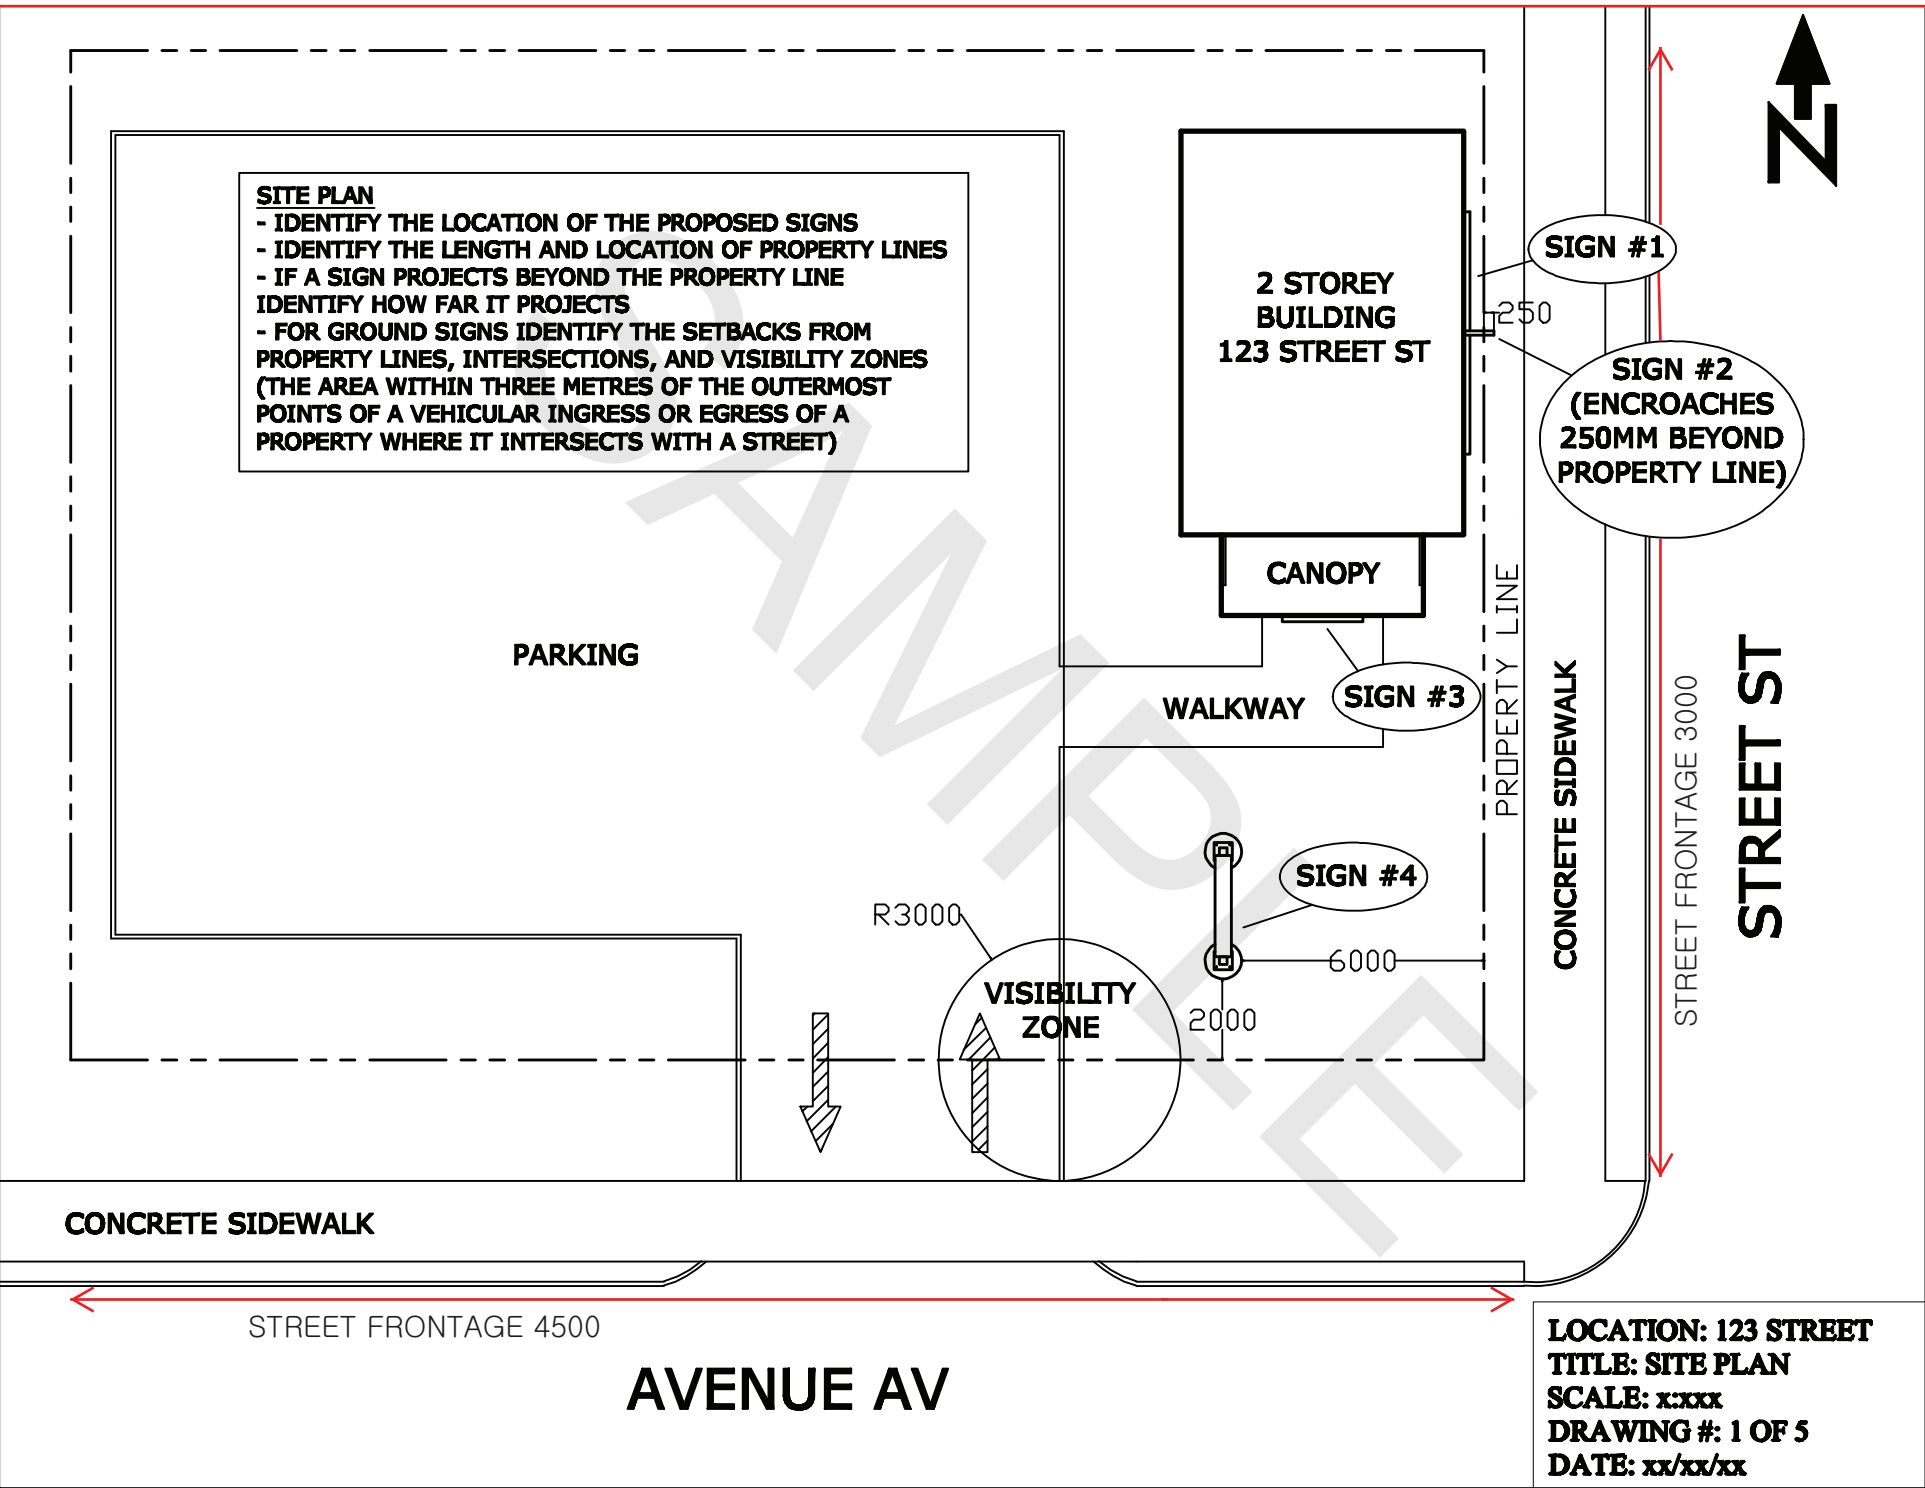 SITE PLAN
- IDENTIFY THE LOCATION OF THE PROPOSED SIGNS
- IDENTIFY THE LENGTH AND LOCATION OF PROPERTY LINES
- IF A SIGN PROJECTS BEYOND THE PROPERTY LINE
IDENTIFY HOW FAR IT PROJECTS
- FOR GROUND SIGNS IDENTIFY THE SETBACKS FROM
PROPERTY LINES, INTERSECTIONS, AND VISIBILITY ZONES
(THE AREA WITHIN THREE METRES OF THE OUTERMOST
POINTS OF A VEHICULAR INGRESS OR EGRESS OF A
PROPERTY WHERE IT INTERSECTS WITH A STREET)
N
SIGN #1
2 STOREY
BUILDING
123 STREET ST
250
SIGN #2
(ENCROACHES
250MM BEYOND
PROPERTY LINE)
CANOPY
PARKING
WALKWAY
SIGN #3
PROPERTY LINE
CONCRETE SIDEWALK
STREET FRONTAGE 3000
STREET ST
SIGN #4
R3000
6000
VISIBILITY
ZONE
2000
SAMPLE
CONCRETE SIDEWALK
STREET FRONTAGE 4500
AVENUE AV
LOCATION: 123 STREET
TITLE: SITE PLAN
SCALE: x:xxx
DRAWING #: 1 OF 5
DATE: xx/xx/xx